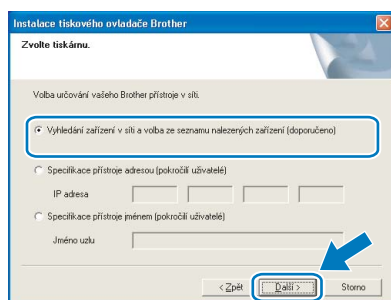 Instalace tiskového ovladače Brother
Zvolte tiskárnu.
Volba určování vašeho Brother přístroje v síti.
Vyhledání zařízení v síti a volba ze seznamu nalezených zařízení (doporučeno)
Specifikace přístroje adresou (pokročilí uživatelé)
IP adresa
Specifikace přístroje jménem (pokročilí uživatelé)
Jméno uzlu
< Zpět Další > Storno